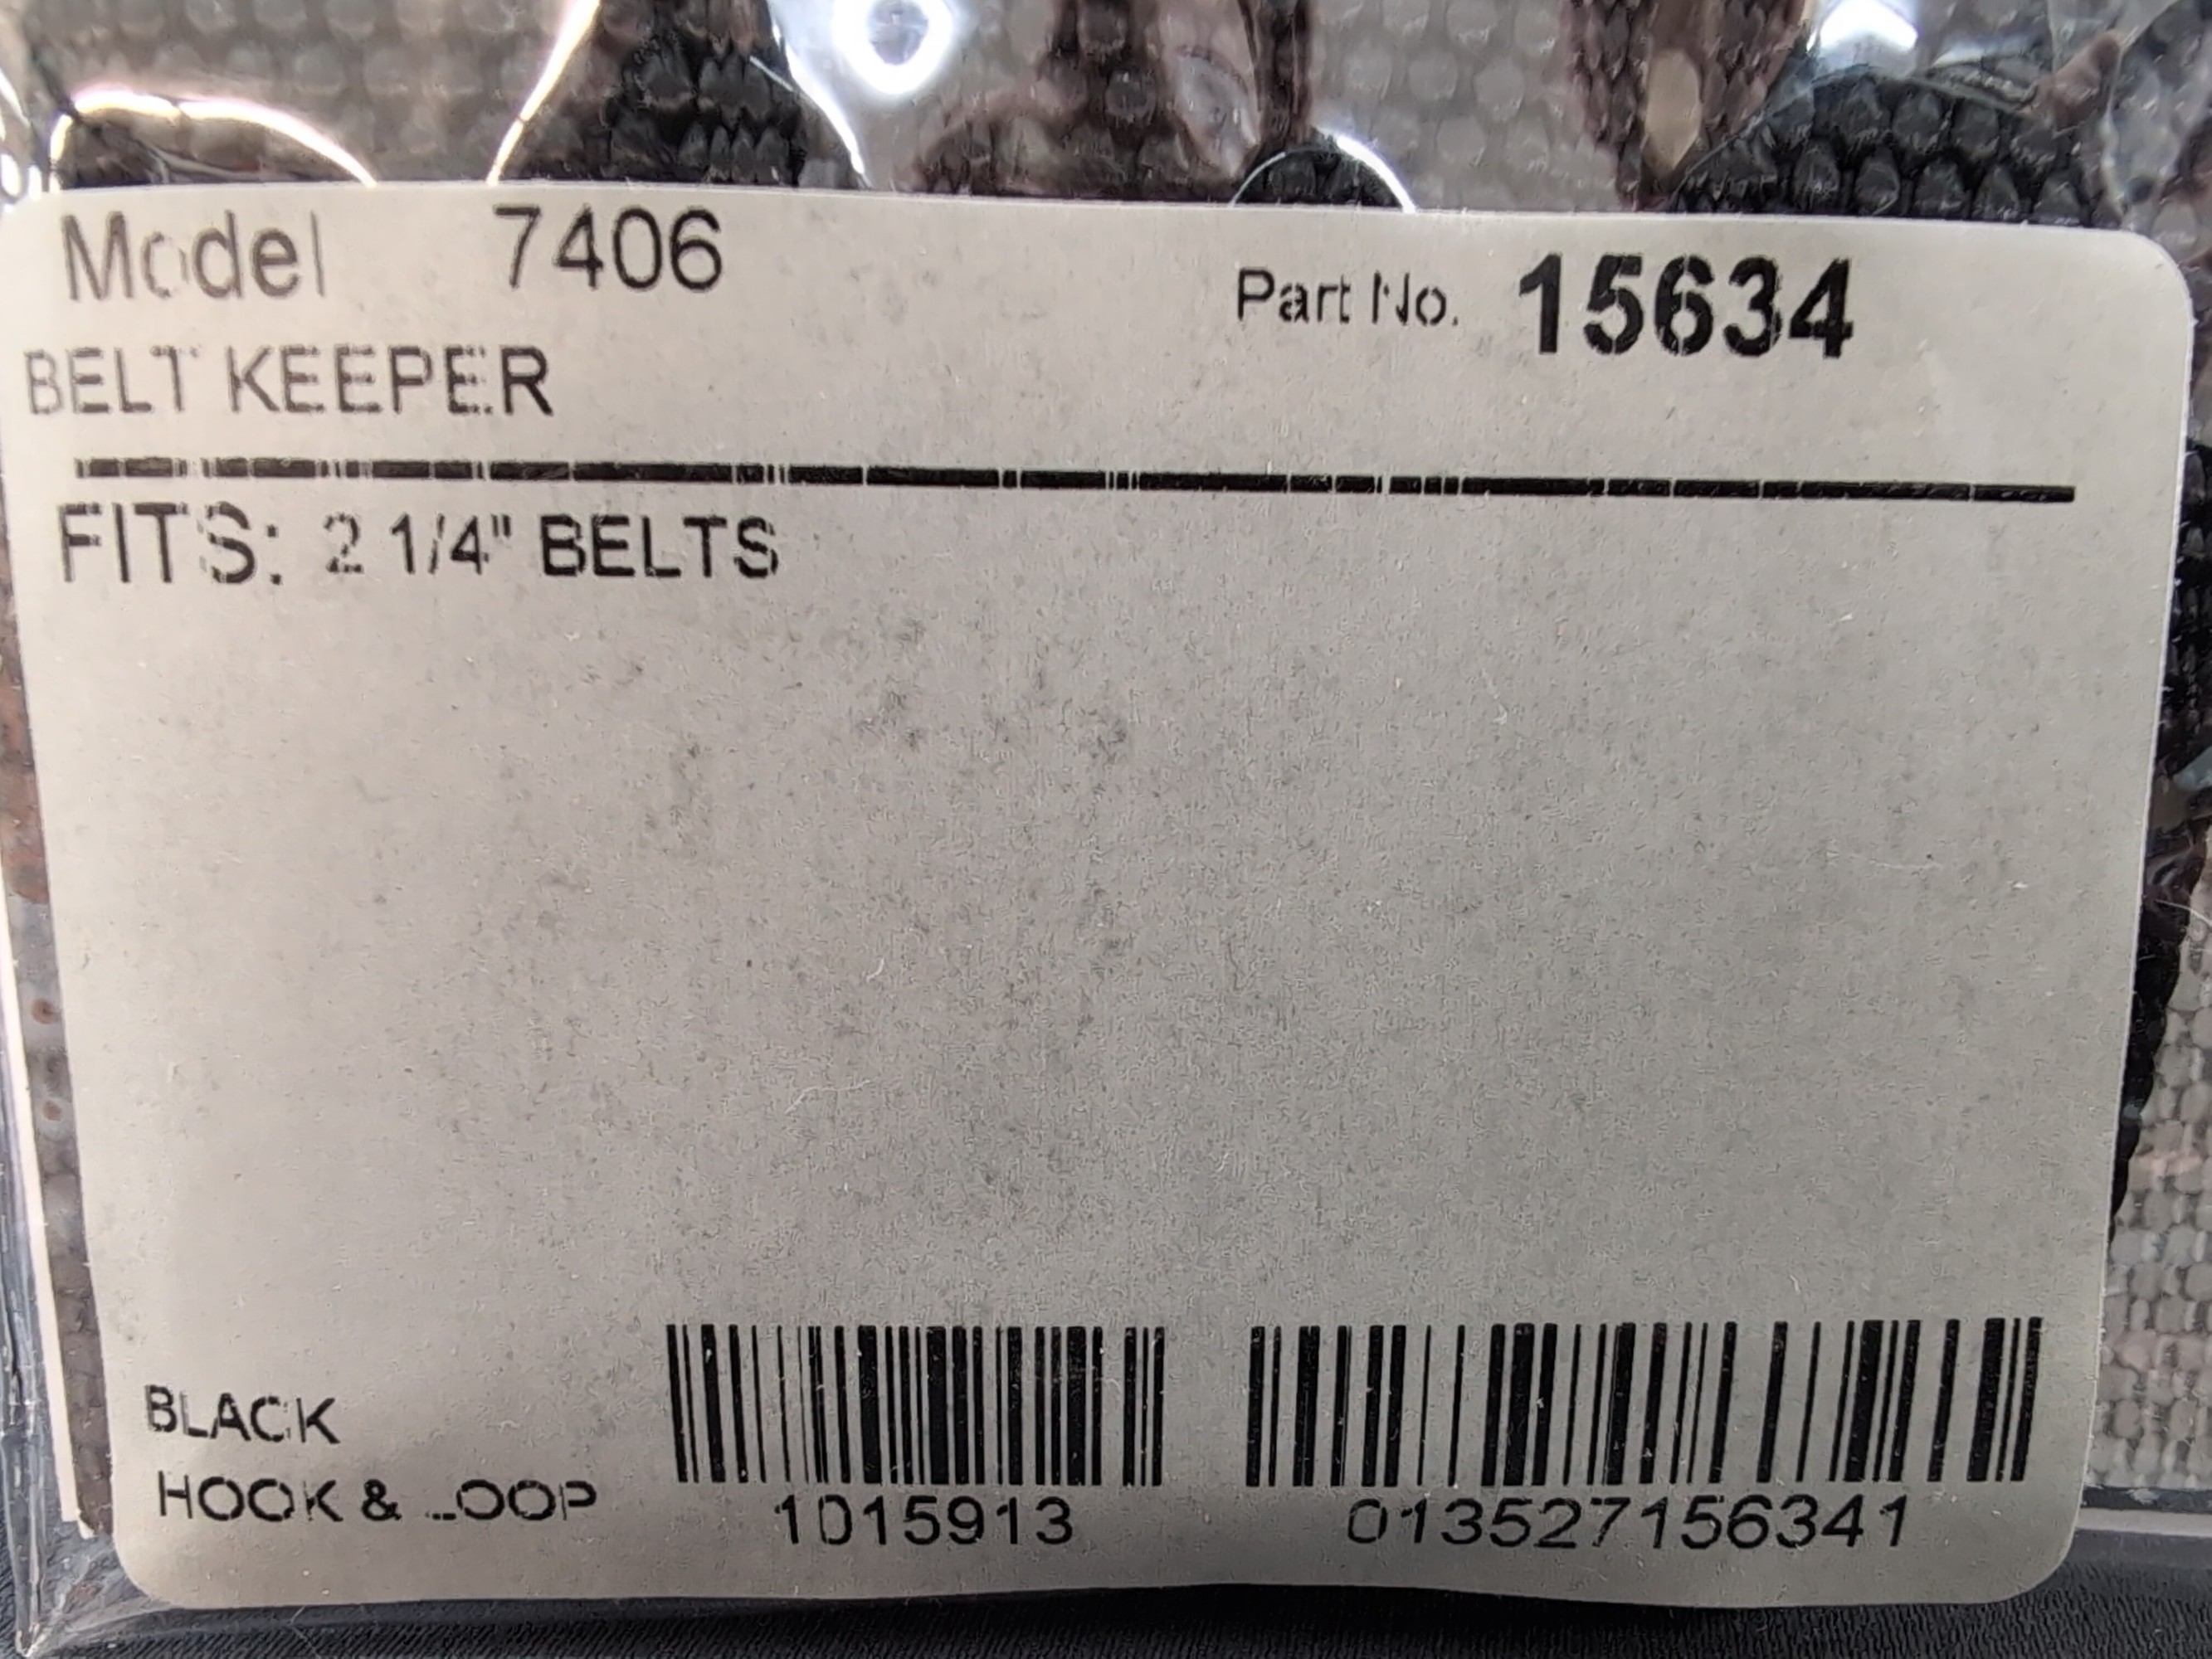 Model 7406
Part No. 15634
BELT KEEPER
FITS: 2 1/4" BELTS
BLACK
HOOK & LOOP
1015913
013527156341